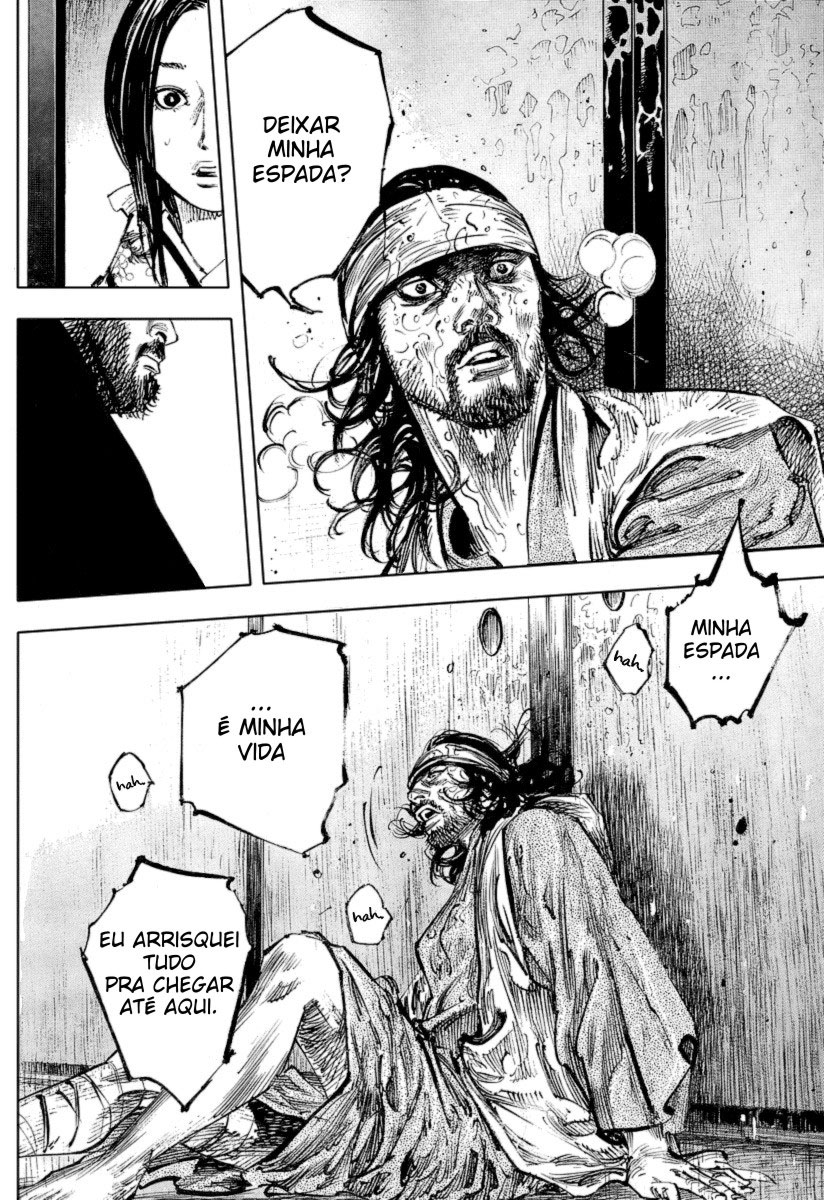 DEIXAR
MINHA
ESPADA?
MINHA
ESPADA
...
hah.
...
É MINHA
VIDA
hah.
hah.
EU ARRISQUEI
TUDO
PRA CHEGAR
ATÉ AQUI.